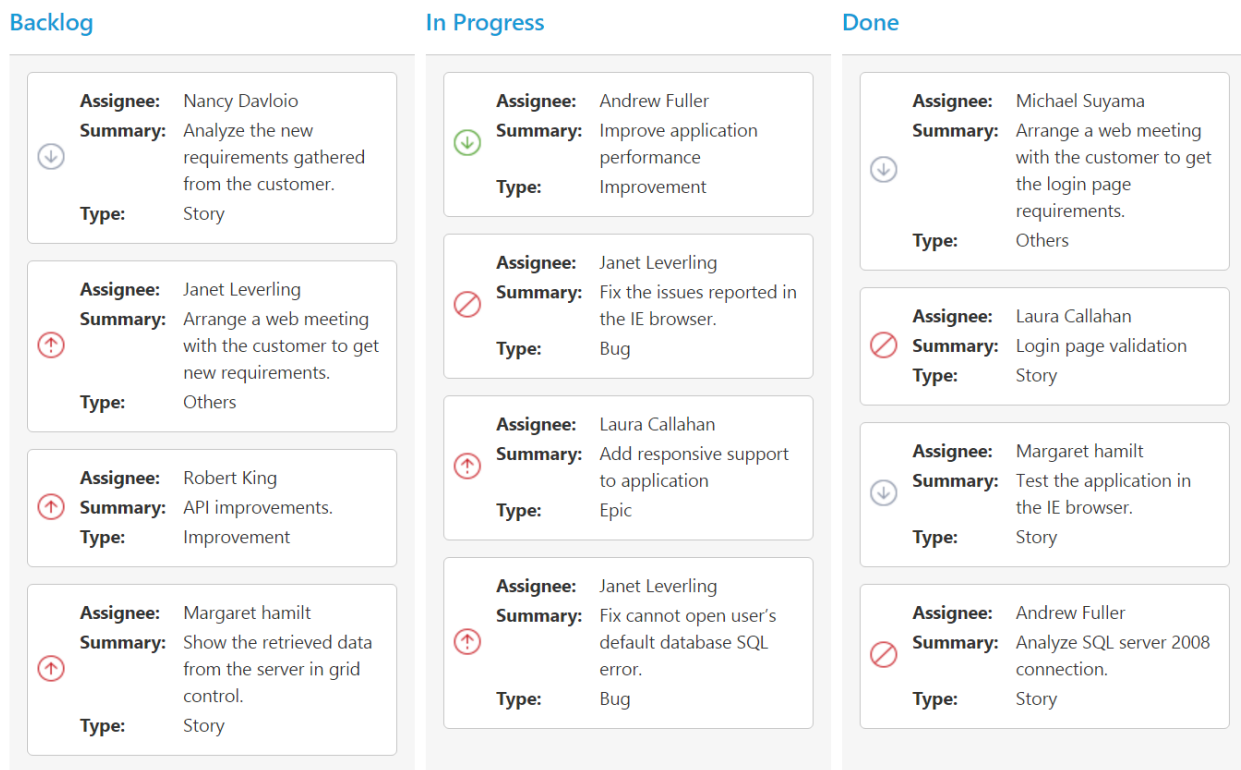 Backlog
Assignee: Nancy Davloio
Summary: Analyze the new
requirements gathered
from the customer.
Type: Story
Assignee: Janet Leverling
Summary: Arrange a web meeting
with the customer to get
new requirements.
Type: Others
Assignee: Robert King
Summary: API improvements.
Type: Improvement
Assignee: Margaret hamilt
Summary: Show the retrieved data
from the server in grid
control.
Type: Story
In Progress
Assignee: Andrew Fuller
Summary: Improve application
performance
Type: Improvement
Assignee: Janet Leverling
Summary: Fix the issues reported in
the IE browser.
Type: Bug
Assignee: Laura Callahan
Summary: Add responsive support
to application
Type: Epic
Assignee: Janet Leverling
Summary: Fix cannot open user's
default database SQL
error.
Type: Bug
Done
Assignee: Michael Suyama
Summary: Arrange a web meeting
with the customer to get
the login page
requirements.
Type: Others
Assignee: Laura Callahan
Summary: Login page validation
Type: Story
Assignee: Margaret hamilt
Summary: Test the application in
the IE browser.
Type: Story
Assignee: Andrew Fuller
Summary: Analyze SQL server 2008
connection.
Type: Story